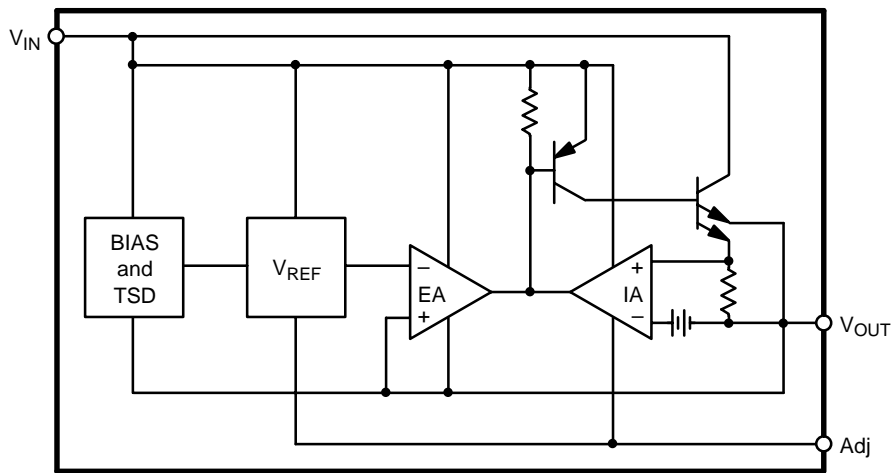 VIN
BIAS
and
TSD
VREF
−
EA
+
+
IA
−
VOUT
Adj